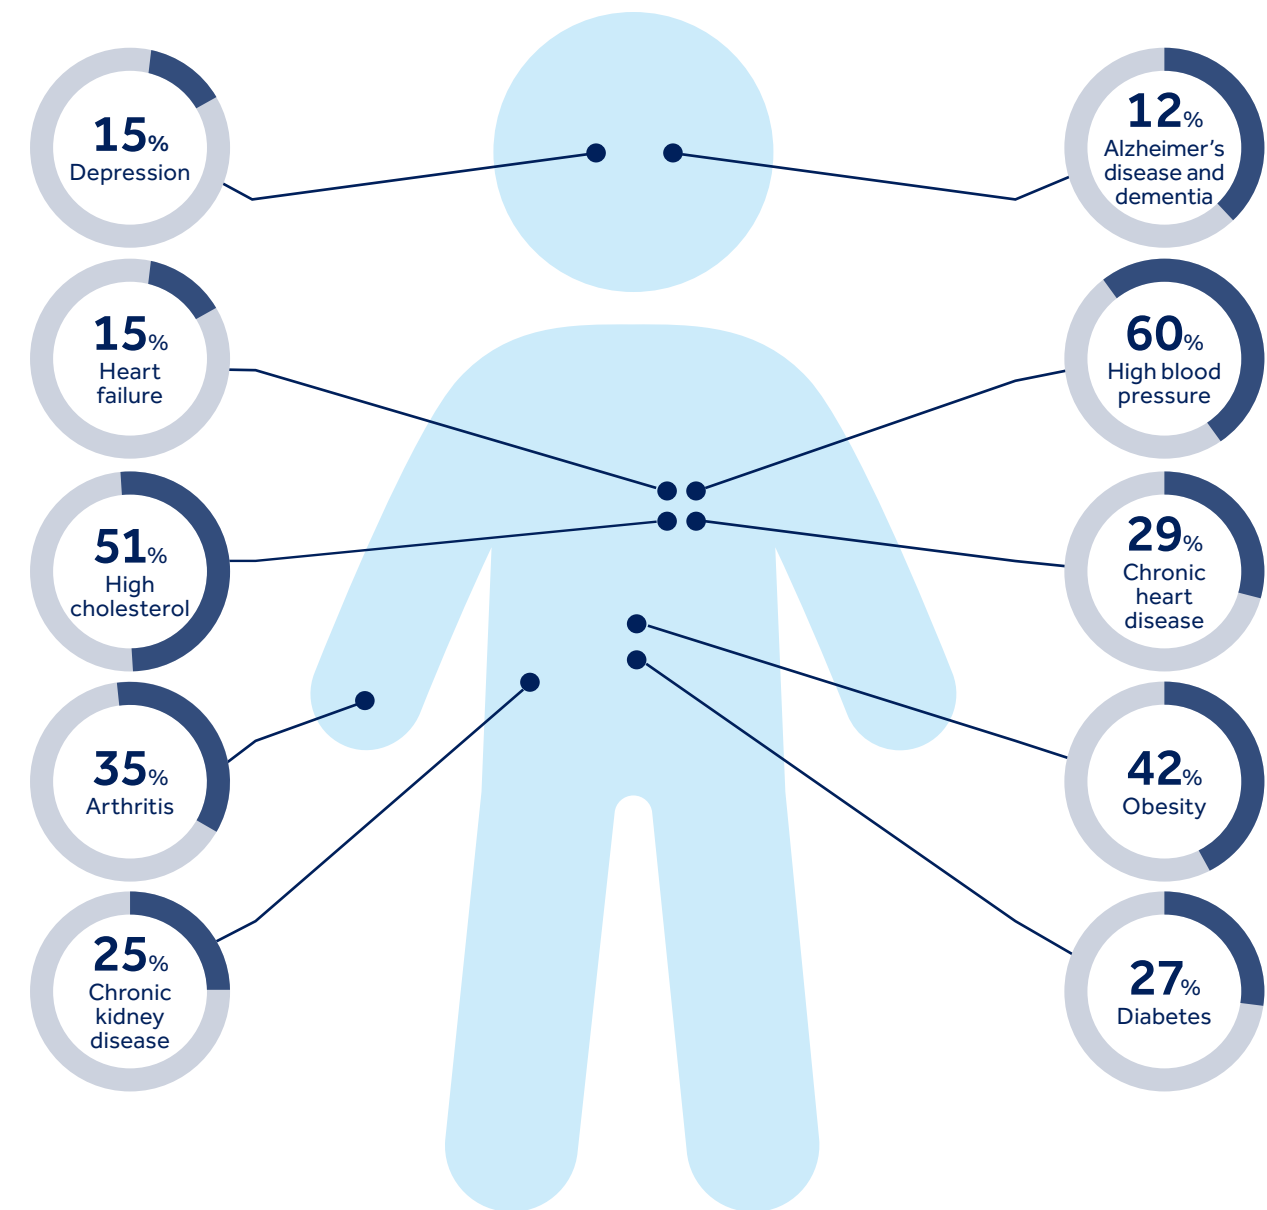 15%
Depression
15%
Heart
failure
51%
High
cholesterol
35%
Arthritis
25%
Chronic
kidney
disease
12%
Alzheimer’s
disease and
dementia
60%
High blood
pressure
29%
Chronic
heart
disease
42%
Obesity
27%
Diabetes